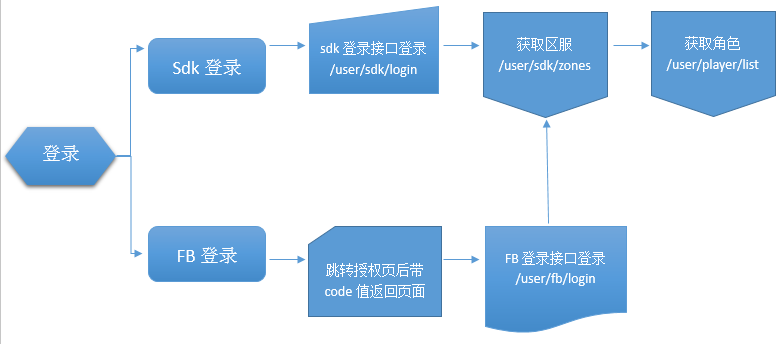 登录
Sdk 登录
sdk 登录接口登录
/user/sdk/login
获取区服
/user/sdk/zones
获取角色
/user/player/list
FB 登录
跳转授权页后带
code 值返回页面
FB 登录接口登录
/user/fb/login